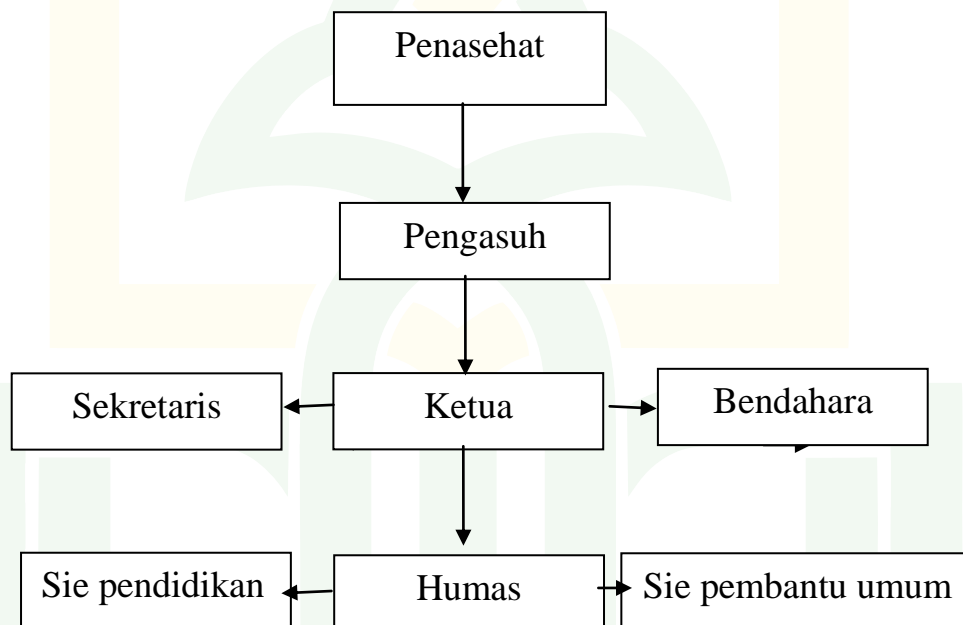 Penasehat
Pengasuh
Sekretaris
Ketua
Bendahara
Sie pendidikan
Humas
Sie pembantu umum